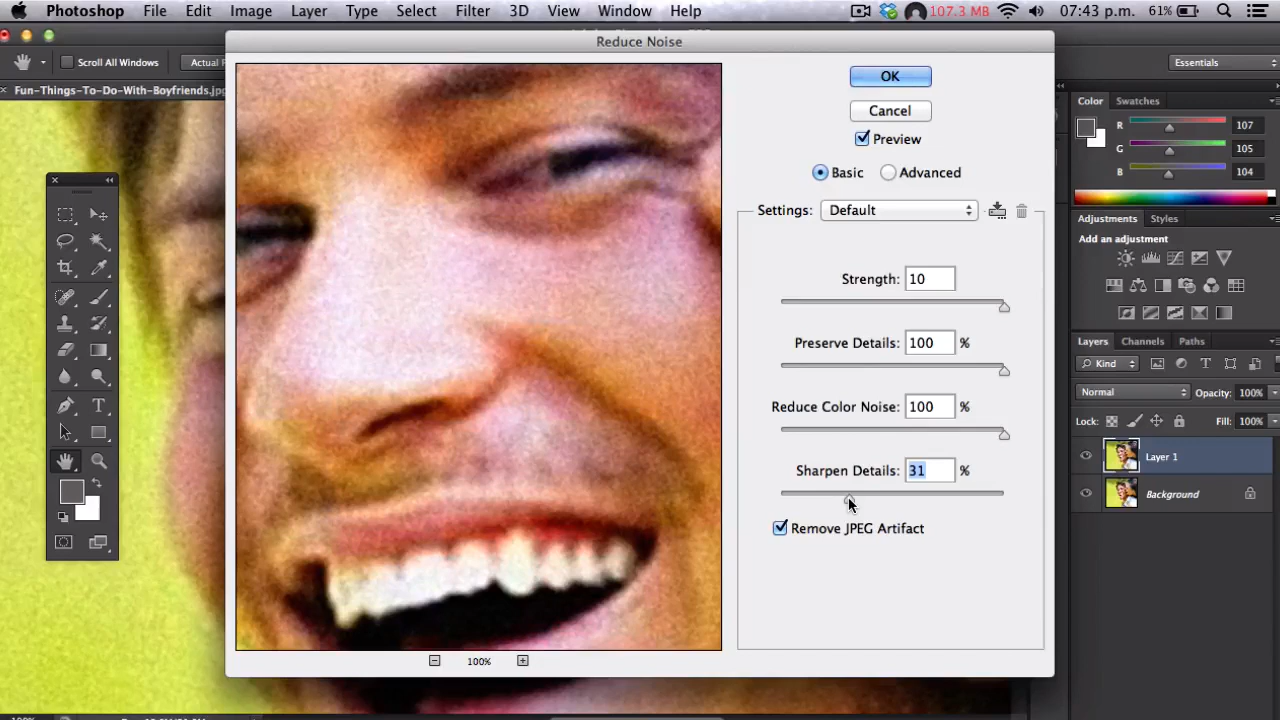 Photoshop File Edit Image Layer Type Select Filter 3D View Window Help 107.3 MB 07:43 p.m. 61%
Reduce Noise
Scroll All Windows
Actual P
Essentials
Fun-Things-To-Do-With-Boyfriends.jpg
OK
Cancel
Preview
Basic Advanced
Settings: Default
Strength: 10
Preserve Details: 100 %
Reduce Color Noise: 100 %
Sharpen Details: 31 %
Remove JPEG Artifact
100%
Color Swatches
R 107
G 105
B 104
Adjustments Styles
Add an adjustment
Layers Channels Paths
Kind
Normal Opacity: 100%
Lock: Fill: 100%
Layer 1
Background